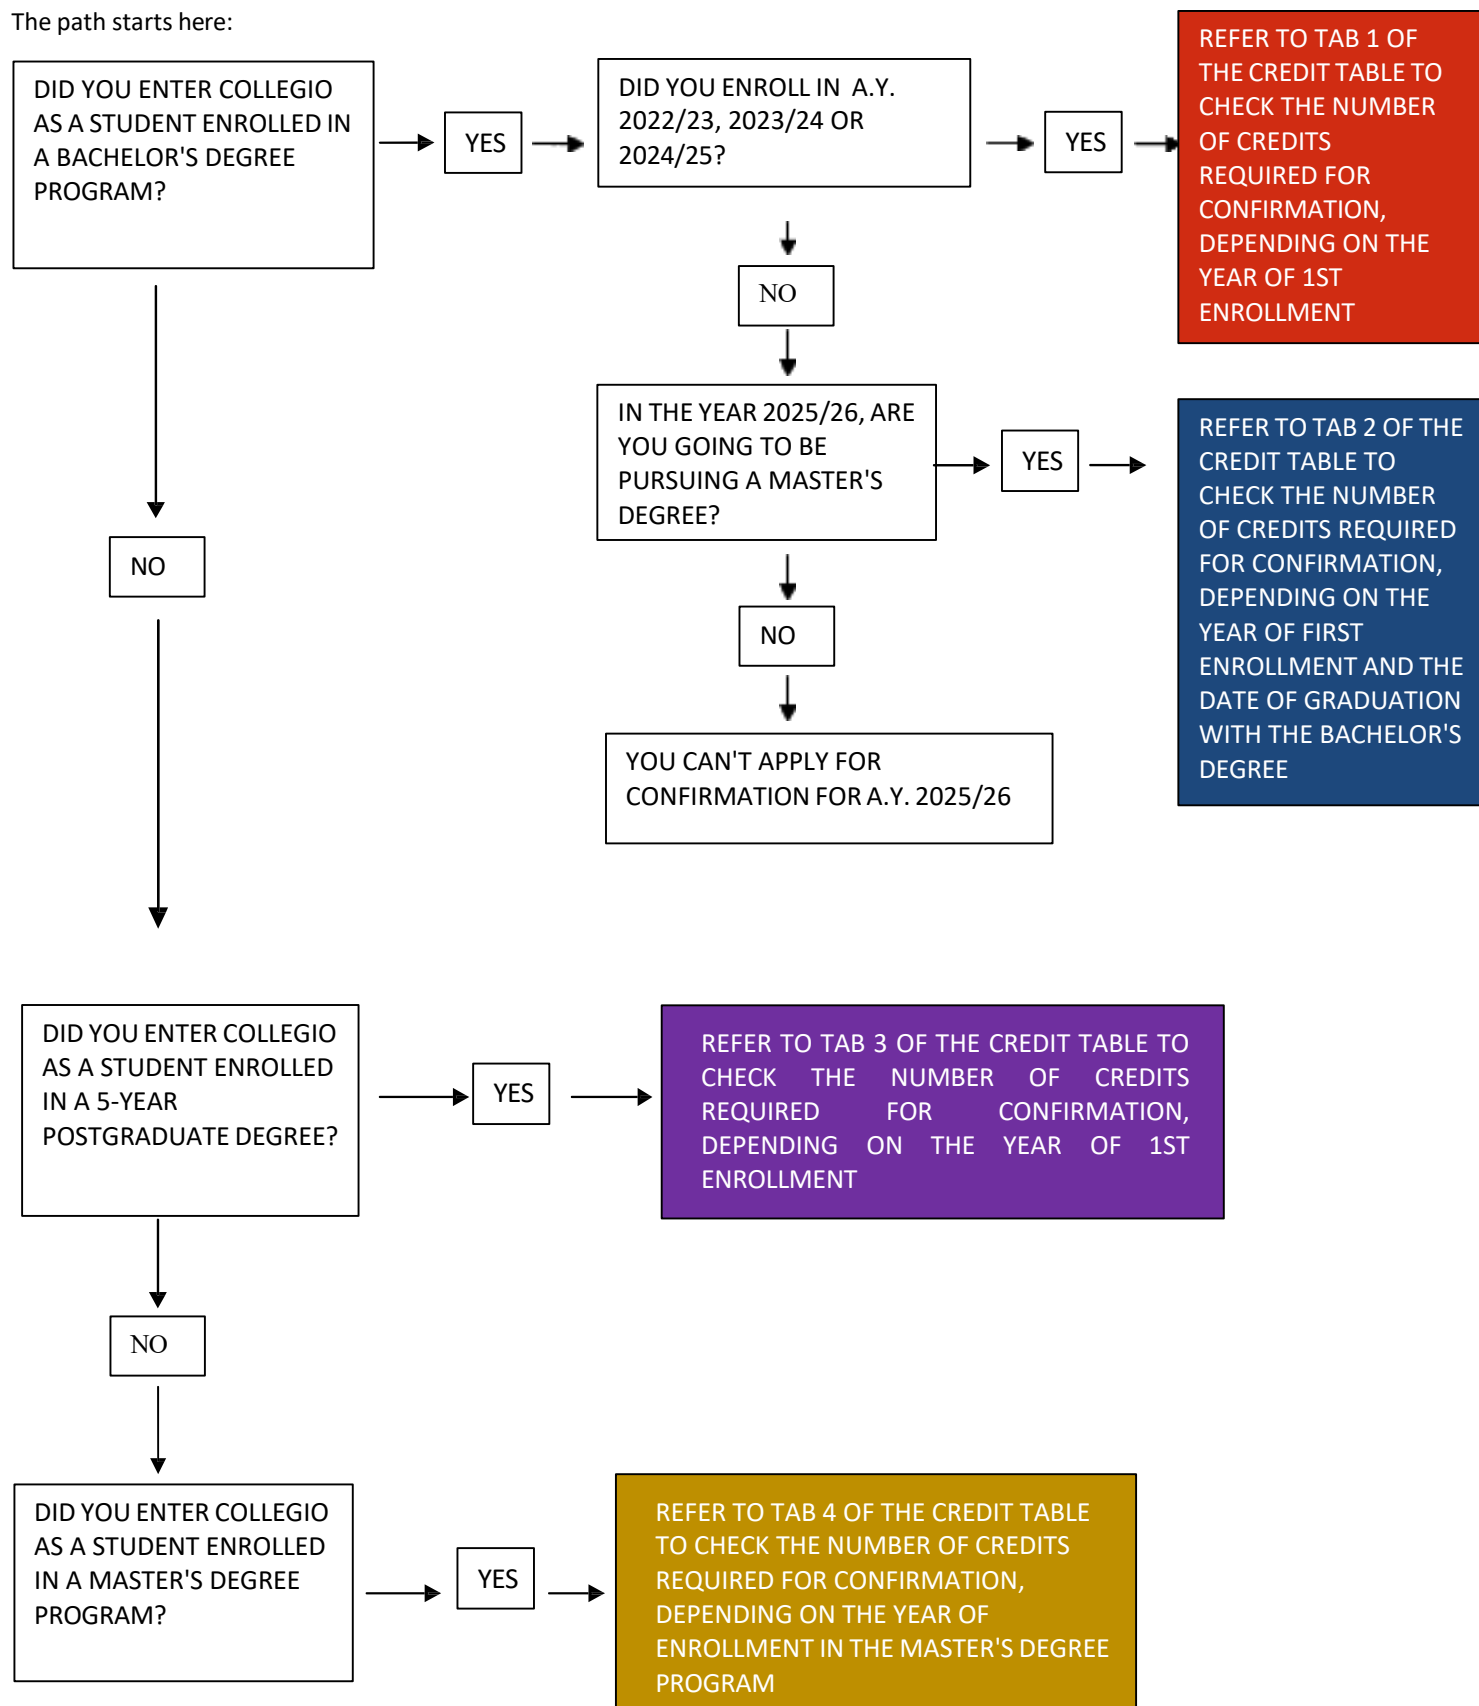 The path starts here:
DID YOU ENTER COLLEGIO
AS A STUDENT ENROLLED IN
A BACHELOR'S DEGREE
PROGRAM?
YES
DID YOU ENROLL IN A.Y.
2022/23, 2023/24 OR
2024/25?
YES
REFER TO TAB 1 OF
THE CREDIT TABLE TO
CHECK THE NUMBER
OF CREDITS
REQUIRED FOR
CONFIRMATION,
DEPENDING ON THE
YEAR OF 1ST
ENROLLMENT
NO
IN THE YEAR 2025/26, ARE
YOU GOING TO BE
PURSUING A MASTER'S
DEGREE?
YES
REFER TO TAB 2 OF THE
CREDIT TABLE TO
CHECK THE NUMBER
OF CREDITS REQUIRED
FOR CONFIRMATION,
DEPENDING ON THE
YEAR OF FIRST
ENROLLMENT AND THE
DATE OF GRADUATION
WITH THE BACHELOR'S
DEGREE
NO
NO
YOU CAN'T APPLY FOR
CONFIRMATION FOR A.Y. 2025/26
DID YOU ENTER COLLEGIO
AS A STUDENT ENROLLED
IN A 5-YEAR
POSTGRADUATE DEGREE?
YES
REFER TO TAB 3 OF THE CREDIT TABLE TO
CHECK THE NUMBER OF CREDITS
REQUIRED FOR CONFIRMATION,
DEPENDING ON THE YEAR OF 1ST
ENROLLMENT
NO
DID YOU ENTER COLLEGIO
AS A STUDENT ENROLLED
IN A MASTER'S DEGREE
PROGRAM?
YES
REFER TO TAB 4 OF THE CREDIT TABLE
TO CHECK THE NUMBER OF CREDITS
REQUIRED FOR CONFIRMATION,
DEPENDING ON THE YEAR OF
ENROLLMENT IN THE MASTER'S DEGREE
PROGRAM